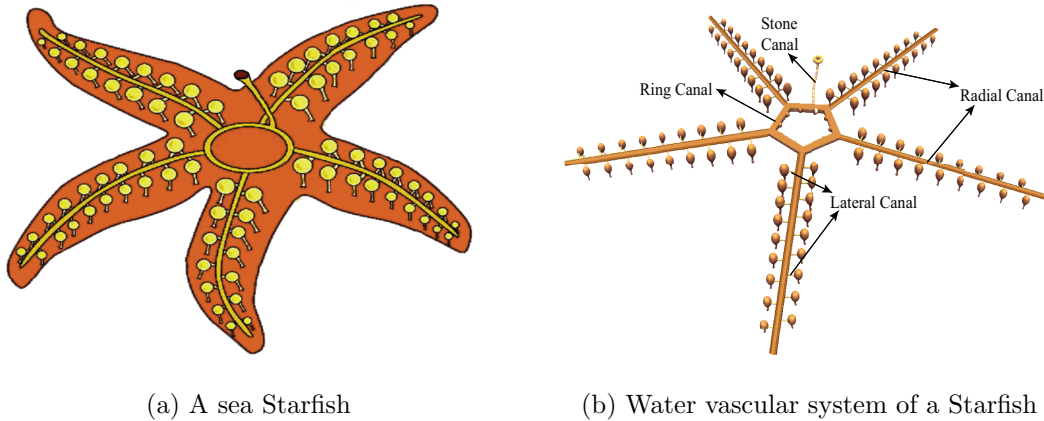 Stone
Canal
Ring Canal
Radial Canal
Lateral Canal
(a) A sea Starfish
(b) Water vascular system of a Starfish